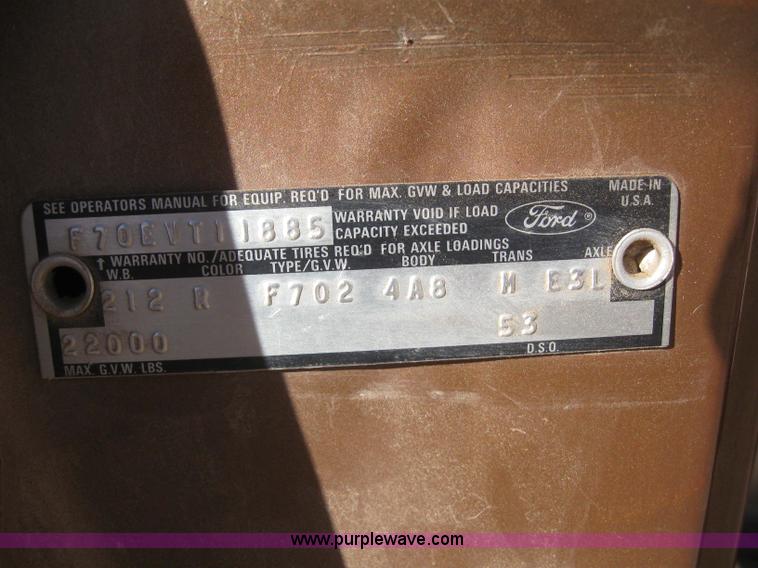 SEE OPERATORS MANUAL FOR EQUIP. REQ'D FOR MAX. GVW & LOAD CAPACITIES
MADE IN
U.S.A.
F70EVT11885
WARRANTY VOID IF LOAD
CAPACITY EXCEEDED
Ford ®
↑ WARRANTY NO./ADEQUATE TIRES REQ'D FOR AXLE LOADINGS
W.B. COLOR TYPE/G.V.W. BODY TRANS AXLE
212 R F702 4A8 M E3L
22000 53
MAX. G.V.W. LBS. D.S.O.
www.purplewave.com